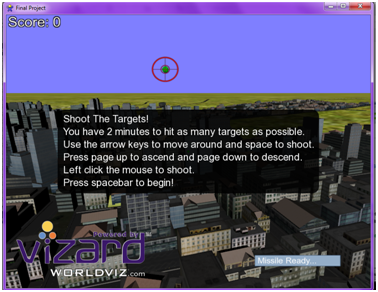 Final Project
Score: 0
Shoot The Targets!
You have 2 minutes to hit as many targets as possible.
Use the arrow keys to move around and space to shoot.
Press page up to ascend and page down to descend.
Left click the mouse to shoot.
Press spacebar to begin!
Powered by
vizard
WORLDVIZ.com
Missile Ready...